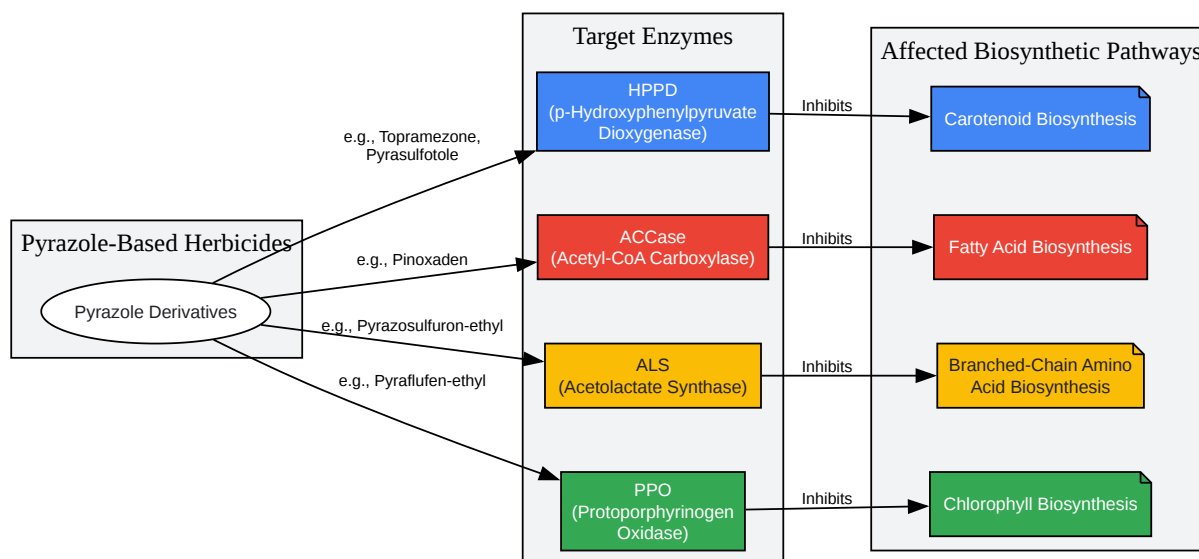 Pyrazole-Based Herbicides
Pyrazole Derivatives
e.g., Topramezone,
Pyrasulfotole
e.g., Pinoxaden
e.g., Pyrazosulfuron-ethyl
e.g., Pyraflufen-ethyl
Target Enzymes
HPPD
(p-Hydroxyphenylpyruvate
Dioxygenase)
ACCase
(Acetyl-CoA Carboxylase)
ALS
(Acetolactate Synthase)
PPO
(Protoporphyrinogen
Oxidase)
Inhibits
Inhibits
Inhibits
Inhibits
Affected Biosynthetic Pathways
Carotenoid Biosynthesis
Fatty Acid Biosynthesis
Branched-Chain Amino
Acid Biosynthesis
Chlorophyll Biosynthesis